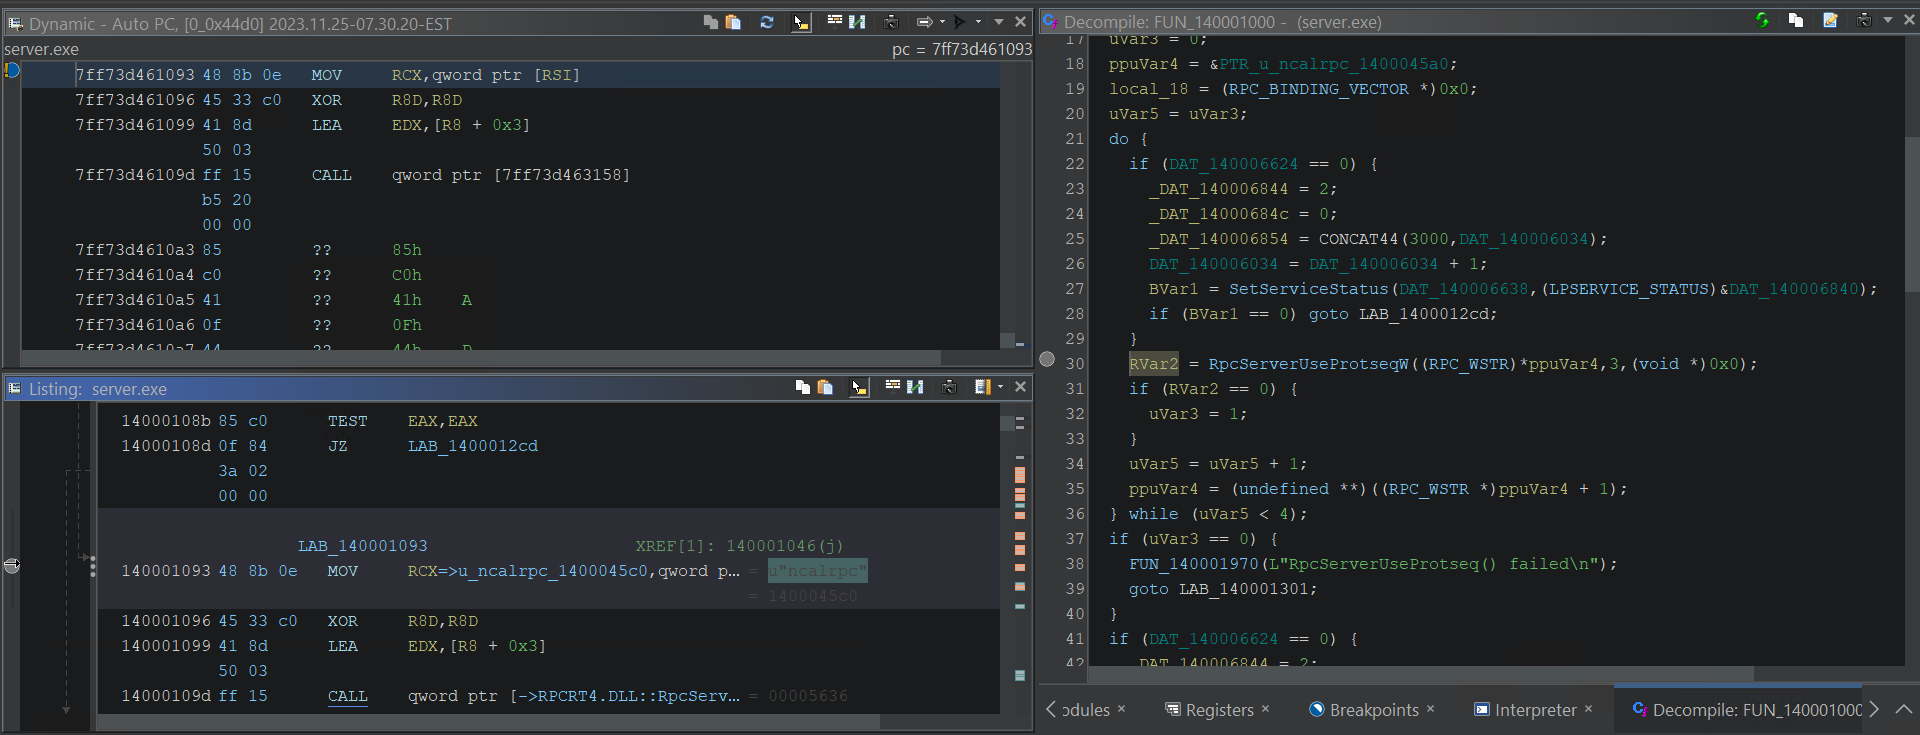 Dynamic - Auto PC, [0_0x44d0] 2023.11.25-07.30.20-EST
server.exe pc = 7ff73d461093
7ff73d461093 48 8b 0e MOV RCX,qword ptr [RSI]
7ff73d461096 45 33 c0 XOR R8D,R8D
7ff73d461099 41 8d LEA EDX,[R8 + 0x3]
50 03
7ff73d46109d ff 15 CALL qword ptr [7ff73d463158]
b5 20
00 00
7ff73d4610a3 85 ?? 85h
7ff73d4610a4 c0 ?? C0h
7ff73d4610a5 41 ?? 41h A
7ff73d4610a6 0f ?? 0Fh
7ff73d4610a7 44 ?? 44h D
Listing: server.exe
14000108b 85 c0 TEST EAX,EAX
14000108d 0f 84 JZ LAB_1400012cd
3a 02
00 00
LAB_140001093 XREF[1]: 140001046(j)
140001093 48 8b 0e MOV RCX=>u_ncalrpc_1400045c0,qword p... = u"ncalrpc"
= 1400045c0
140001096 45 33 c0 XOR R8D,R8D
140001099 41 8d LEA EDX,[R8 + 0x3]
50 03
14000109d ff 15 CALL qword ptr [->RPCRT4.DLL::RpcServ... = 00005636
Decompile: FUN_140001000 - (server.exe)
17 uVar3 = 0;
18 ppuVar4 = &PTR_u_ncalrpc_1400045a0;
19 local_18 = (RPC_BINDING_VECTOR *)0x0;
20 uVar5 = uVar3;
21 do {
22 if (DAT_140006624 == 0) {
23 _DAT_140006844 = 2;
24 _DAT_14000684c = 0;
25 _DAT_140006854 = CONCAT44(3000,DAT_140006034);
26 DAT_140006034 = DAT_140006034 + 1;
27 BVar1 = SetServiceStatus(DAT_140006638,(LPSERVICE_STATUS)&DAT_140006840);
28 if (BVar1 == 0) goto LAB_1400012cd;
29 }
30 RVar2 = RpcServerUseProtseqW((RPC_WSTR)*ppuVar4,3,(void *)0x0);
31 if (RVar2 == 0) {
32 uVar3 = 1;
33 }
34 uVar5 = uVar5 + 1;
35 ppuVar4 = (undefined **)((RPC_WSTR *)ppuVar4 + 1);
36 } while (uVar5 < 4);
37 if (uVar3 == 0) {
38 FUN_140001970(L"RpcServerUseProtseq() failed\n");
39 goto LAB_140001301;
40 }
41 if (DAT_140006624 == 0) {
42 _DAT_140006844 = 2;
odules × Registers × Breakpoints × Interpreter × Decompile: FUN_140001000